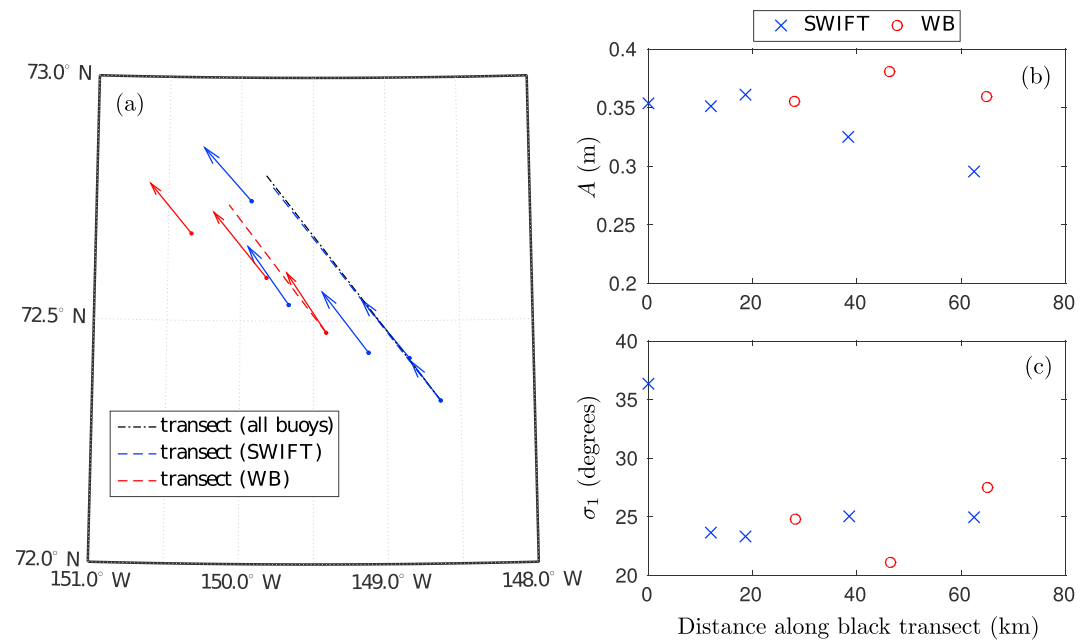 SWIFT WB
73.0° N
72.5° N
72.0° N
151.0° W 150.0° W 149.0° W 148.0° W
(a)
transect (all buoys)
transect (SWIFT)
transect (WB)
(b)
0.4
0.35
0.3
0.25
0.2
A (m)
0 20 40 60 80
(c)
40
35
30
25
20
σ₁ (degrees)
0 20 40 60 80
Distance along black transect (km)